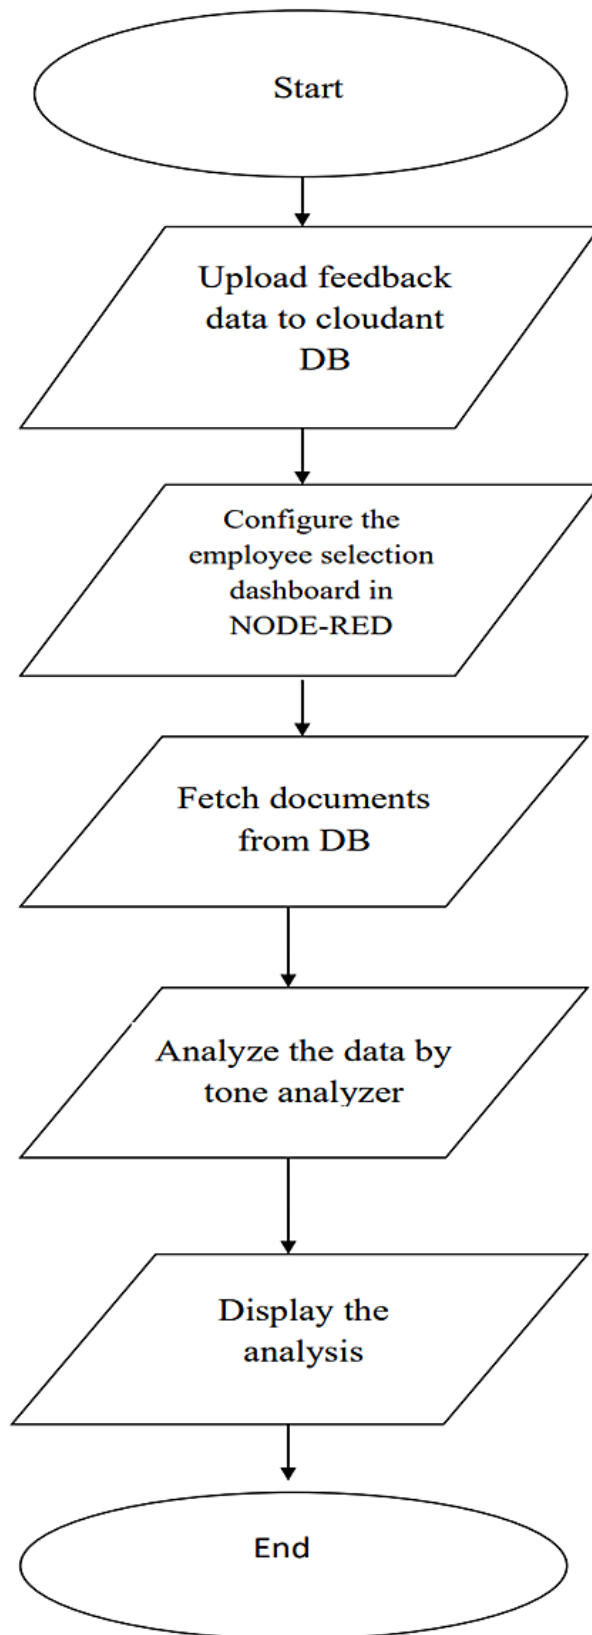 Start
Upload feedback
data to cloudant
DB
Configure the
employee selection
dashboard in
NODE-RED
Fetch documents
from DB
Analyze the data by
tone analyzer
Display the
analysis
End